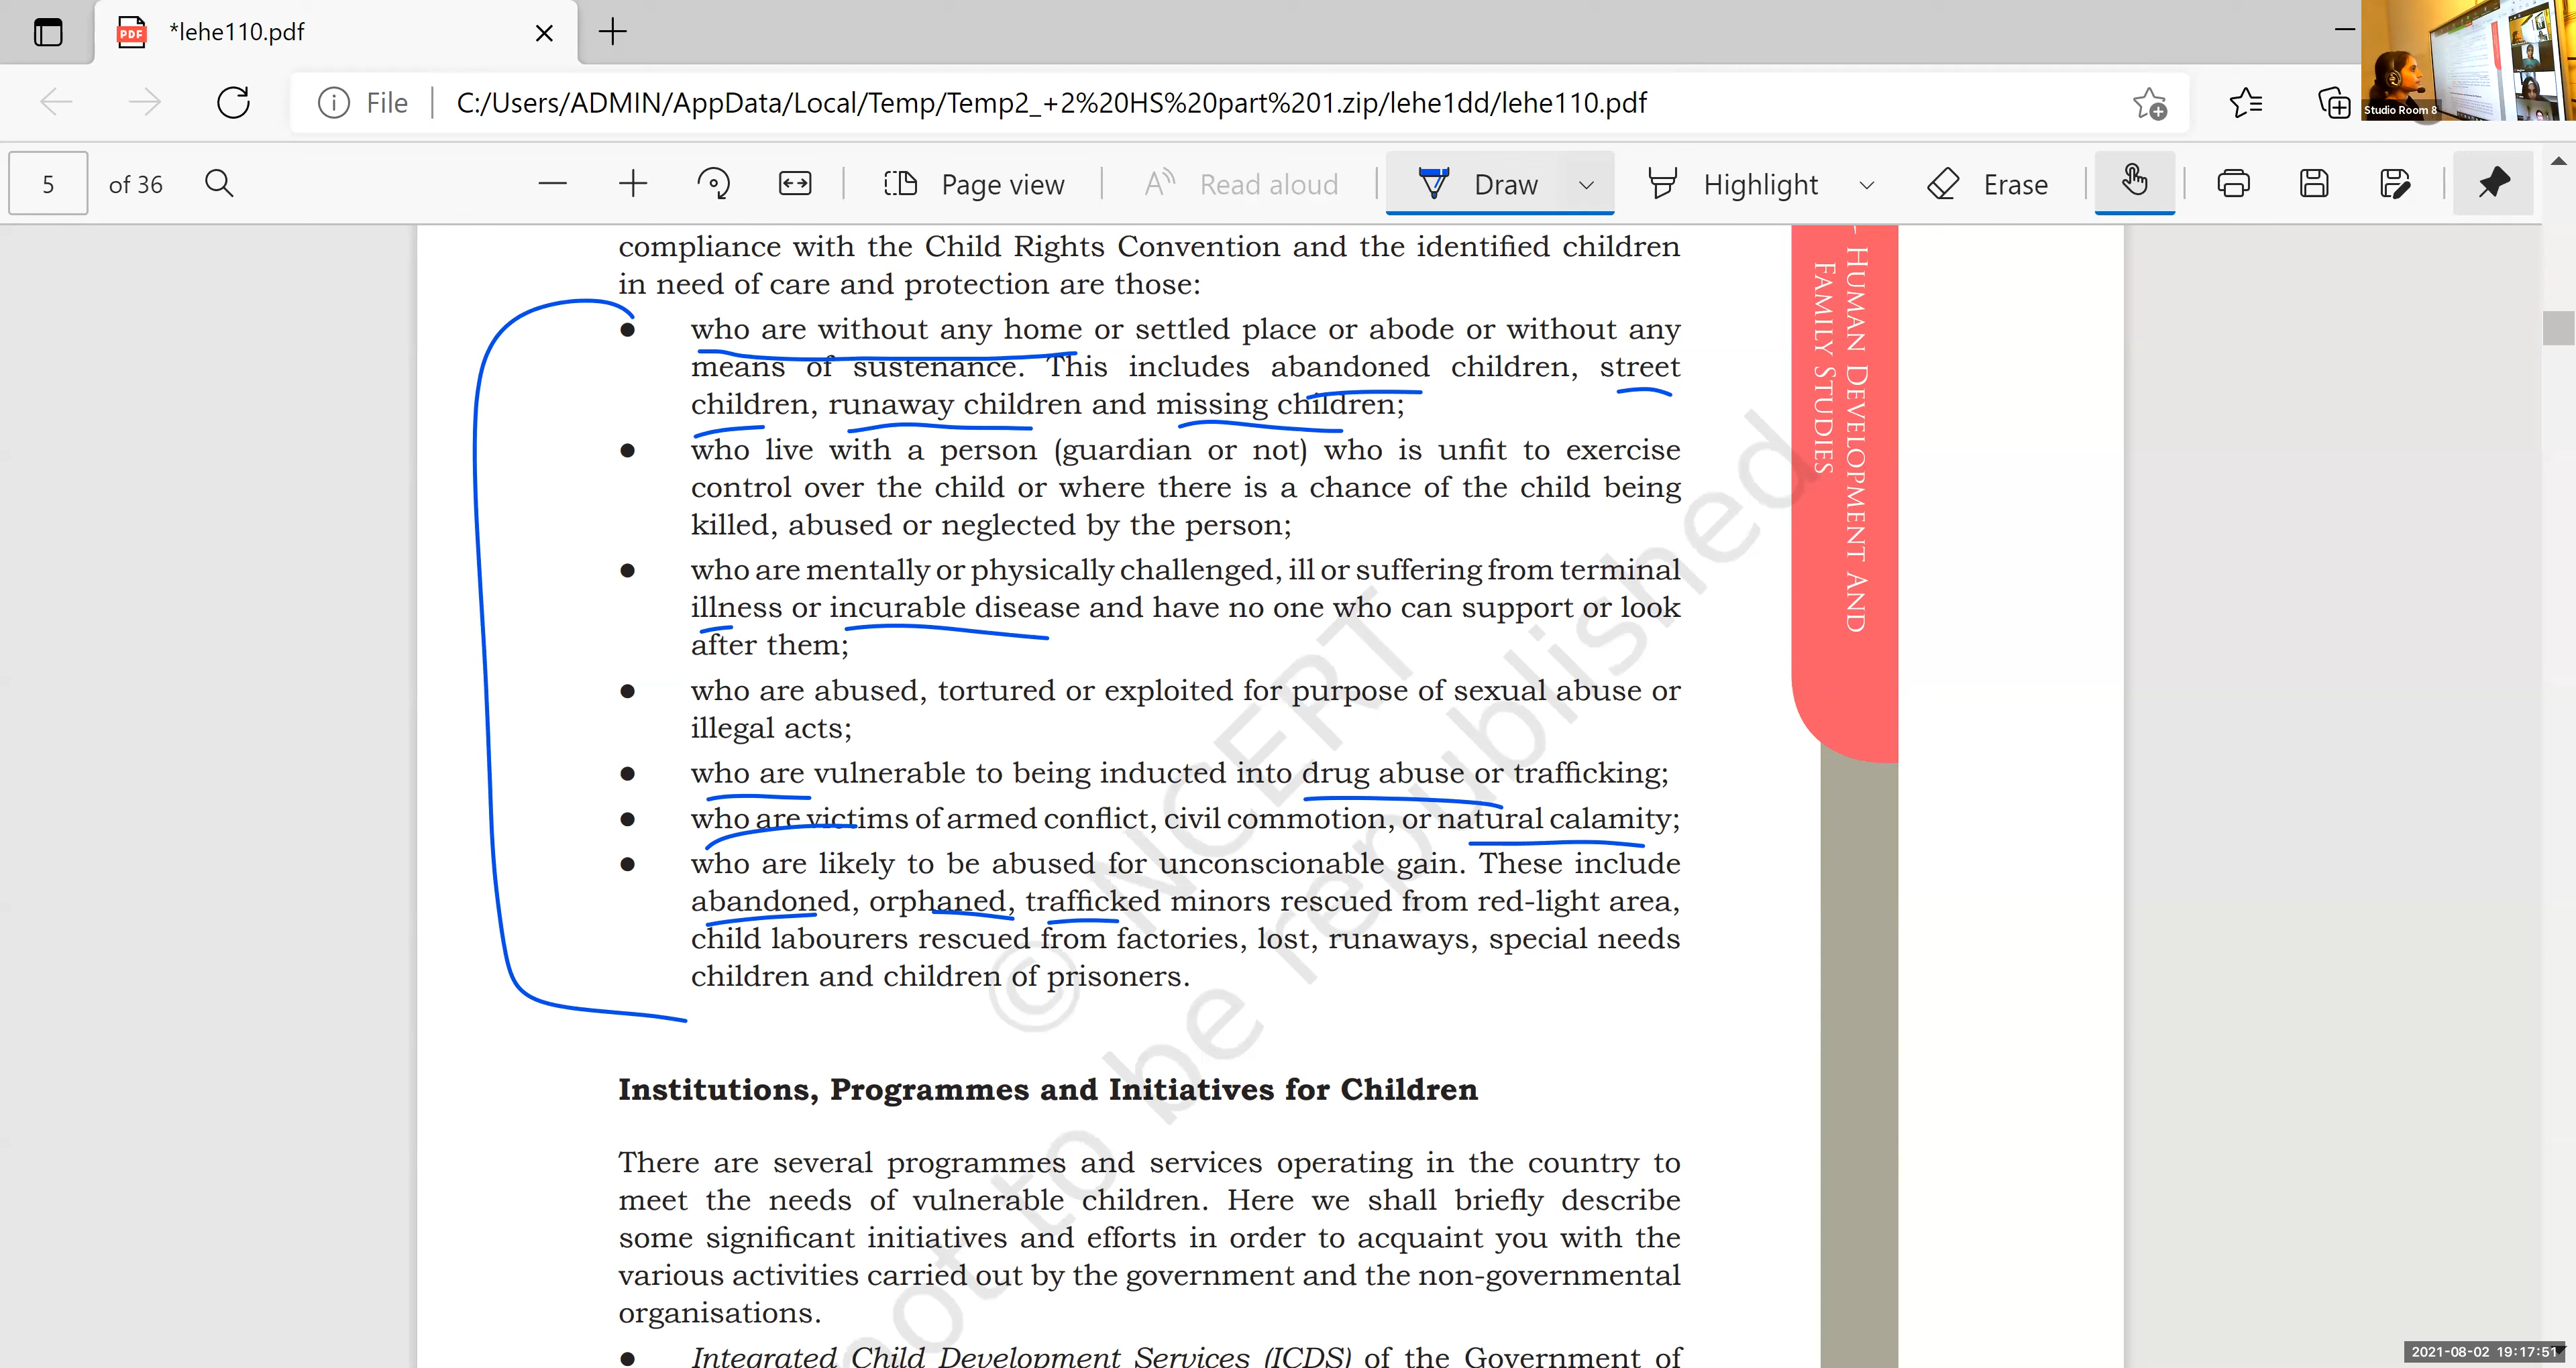 *lehe110.pdf
File
C:/Users/ADMIN/AppData/Local/Temp/Temp2_+2%20HS%20part%201.zip/lehe1dd/lehe110.pdf
Studio Room 8
5 of 36
Page view
Read aloud
Draw
Highlight
Erase
compliance with the Child Rights Convention and the identified children
in need of care and protection are those:
● who are without any home or settled place or abode or without any
means of sustenance. This includes abandoned children, street
children, runaway children and missing children;
● who live with a person (guardian or not) who is unfit to exercise
control over the child or where there is a chance of the child being
killed, abused or neglected by the person;
● who are mentally or physically challenged, ill or suffering from terminal
illness or incurable disease and have no one who can support or look
after them;
● who are abused, tortured or exploited for purpose of sexual abuse or
illegal acts;
● who are vulnerable to being inducted into drug abuse or trafficking;
● who are victims of armed conflict, civil commotion, or natural calamity;
● who are likely to be abused for unconscionable gain. These include
abandoned, orphaned, trafficked minors rescued from red-light area,
child labourers rescued from factories, lost, runaways, special needs
children and children of prisoners.
Institutions, Programmes and Initiatives for Children
There are several programmes and services operating in the country to
meet the needs of vulnerable children. Here we shall briefly describe
some significant initiatives and efforts in order to acquaint you with the
various activities carried out by the government and the non-governmental
organisations.
● Integrated Child Development Services (ICDS) of the Government of
– HUMAN DEVELOPMENT AND
FAMILY STUDIES
© NCERT
not to be republished
2021-08-02 19:17:51